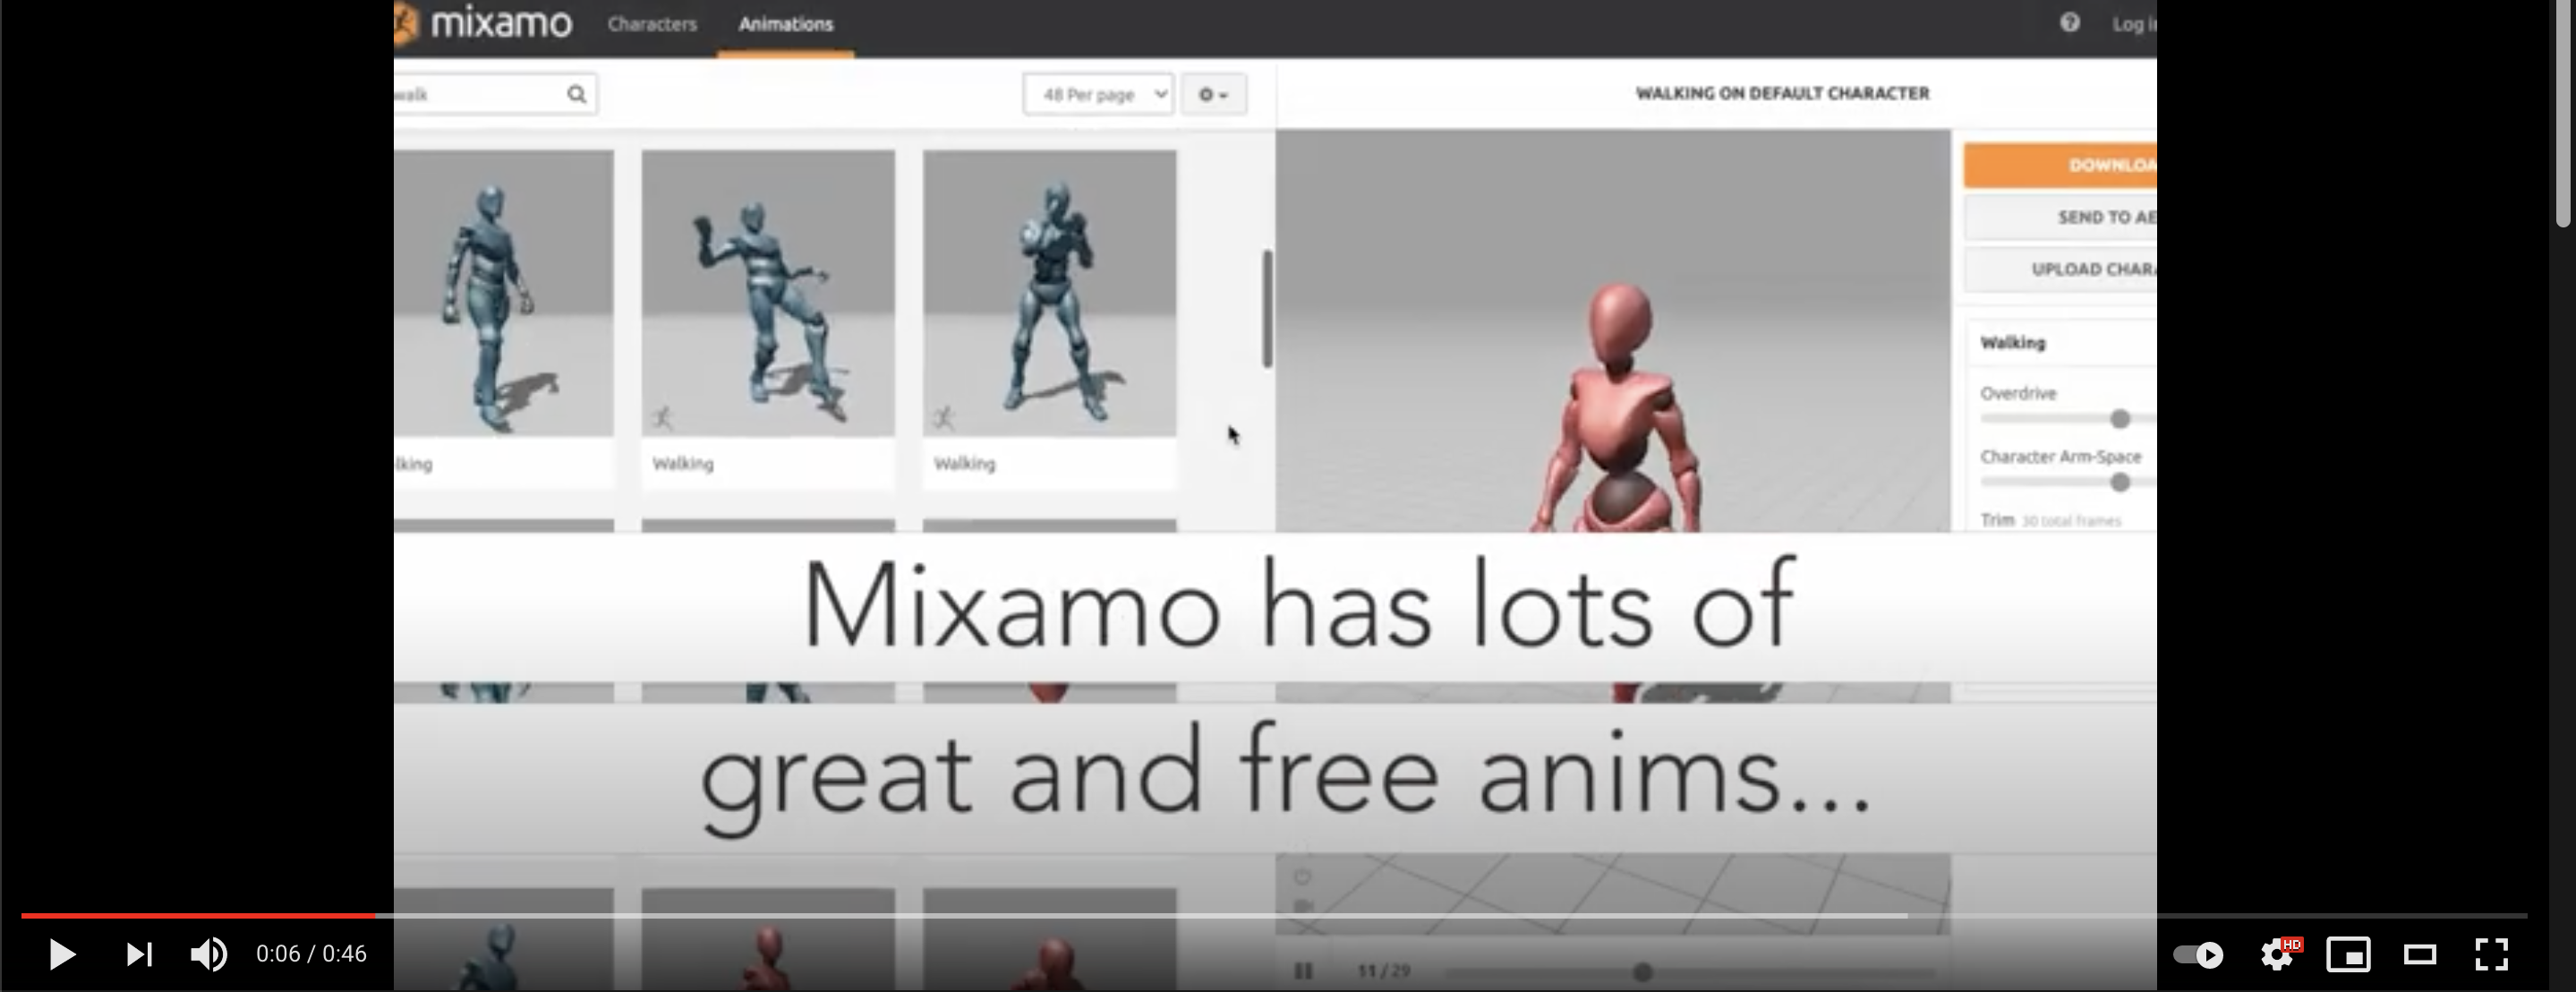 mixamo Characters Animations Log i
walk 48 Per page WALKING ON DEFAULT CHARACTER
DOWNLOA
SEND TO AE
UPLOAD CHAR
Walking
Overdrive
lking Walking Walking Character Arm-Space
Trim 30 total frames
Mixamo has lots of
great and free anims...
0:06 / 0:46 HD
11 / 29